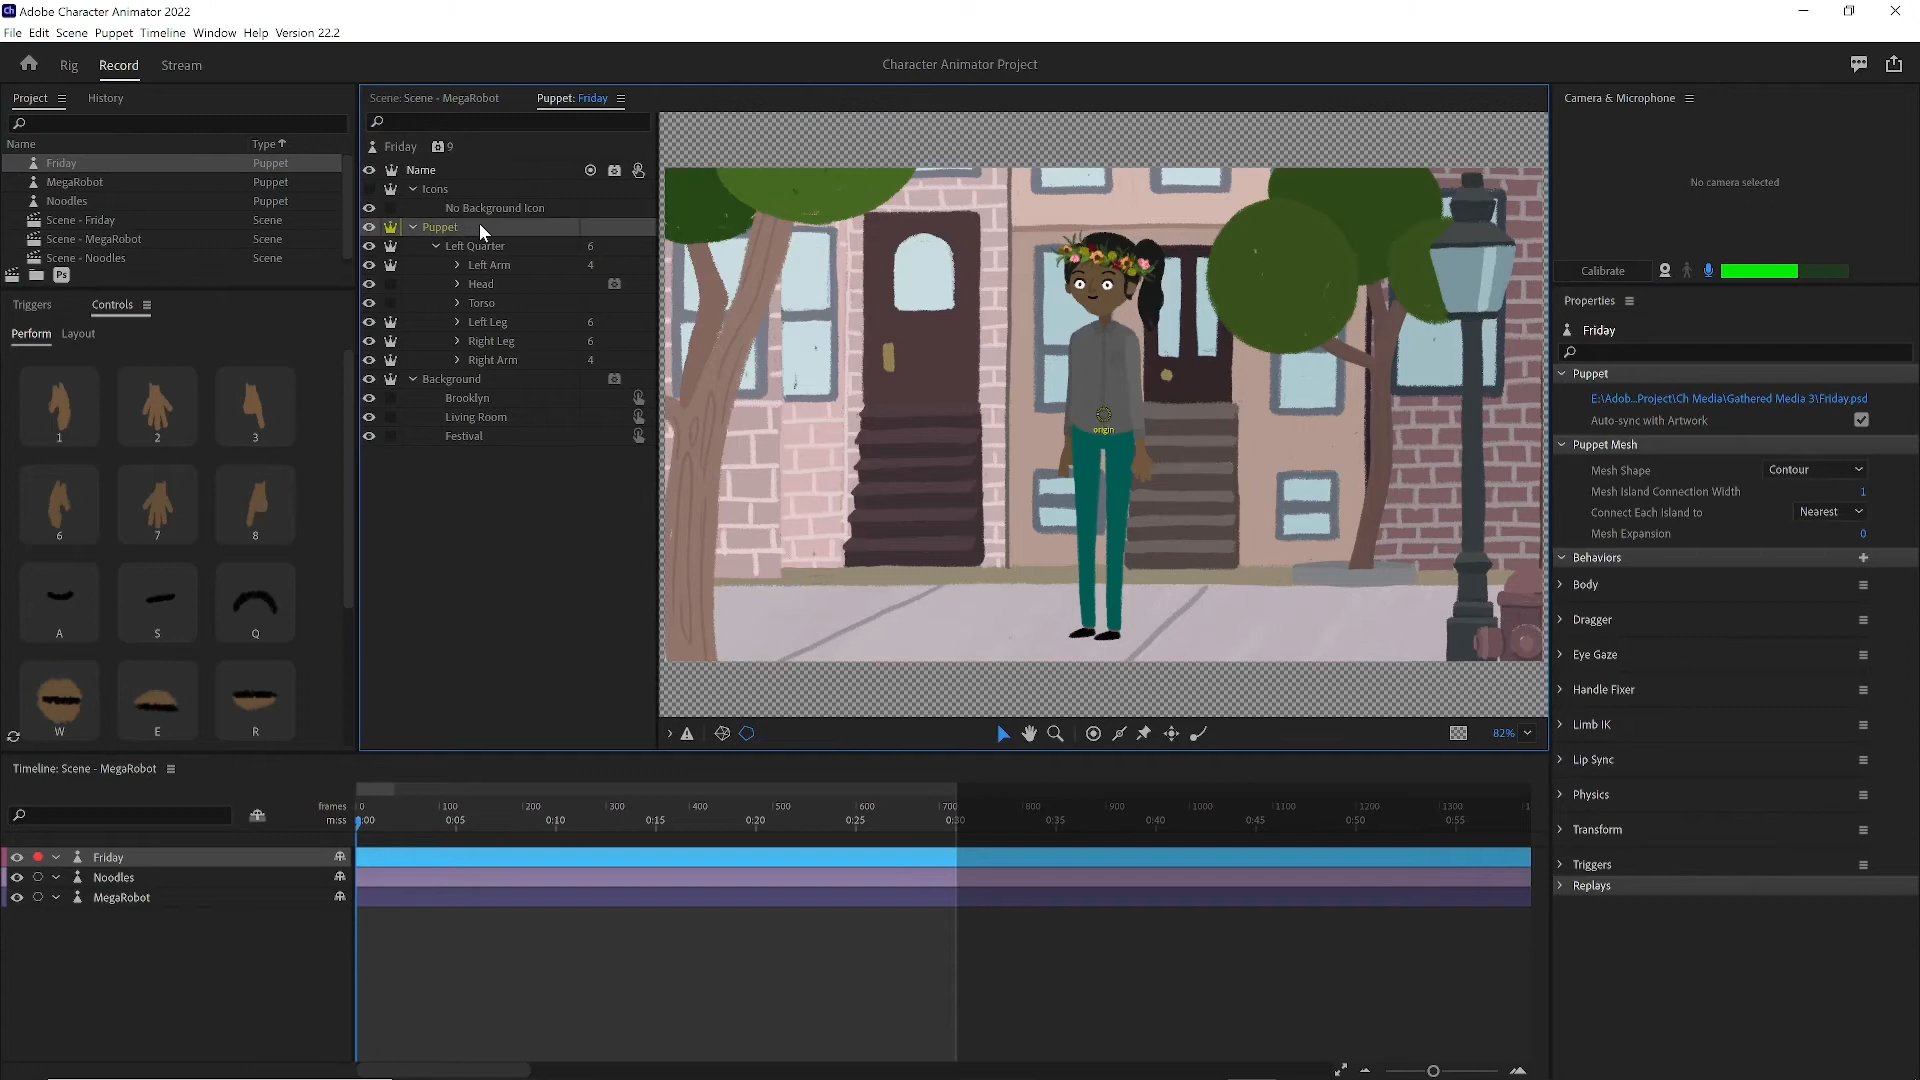 Ch Adobe Character Animator 2022
File Edit Scene Puppet Timeline Window Help Version 22.2
Rig Record Stream
Character Animator Project
Project History
Name Type
Friday Puppet
MegaRobot Puppet
Noodles Puppet
Scene - Friday Scene
Scene - MegaRobot Scene
Scene - Noodles Scene
Ps
Triggers Controls
Perform Layout
1 2 3
6 7 8
A S Q
W E R
Scene: Scene - MegaRobot Puppet: Friday
Friday 9
Name
Icons
No Background Icon
Puppet
Left Quarter 6
Left Arm 4
Head
Torso
Left Leg 6
Right Leg 6
Right Arm 4
Background
Brooklyn
Living Room
Festival
origin
82%
Camera & Microphone
No camera selected
Calibrate
Properties
Friday
Puppet
E:\Adob...Project\Ch Media\Gathered Media 3\Friday.psd
Auto-sync with Artwork
Puppet Mesh
Mesh Shape Contour
Mesh Island Connection Width 1
Connect Each Island to Nearest
Mesh Expansion 0
Behaviors
Body
Dragger
Eye Gaze
Handle Fixer
Limb IK
Lip Sync
Physics
Transform
Triggers
Replays
Timeline: Scene - MegaRobot
frames 0 100 200 300 400 500 600 700 800 900 1000 1100 1200 1300 1
m:ss 0:00 0:05 0:10 0:15 0:20 0:25 0:30 0:35 0:40 0:45 0:50 0:55
Friday
Noodles
MegaRobot